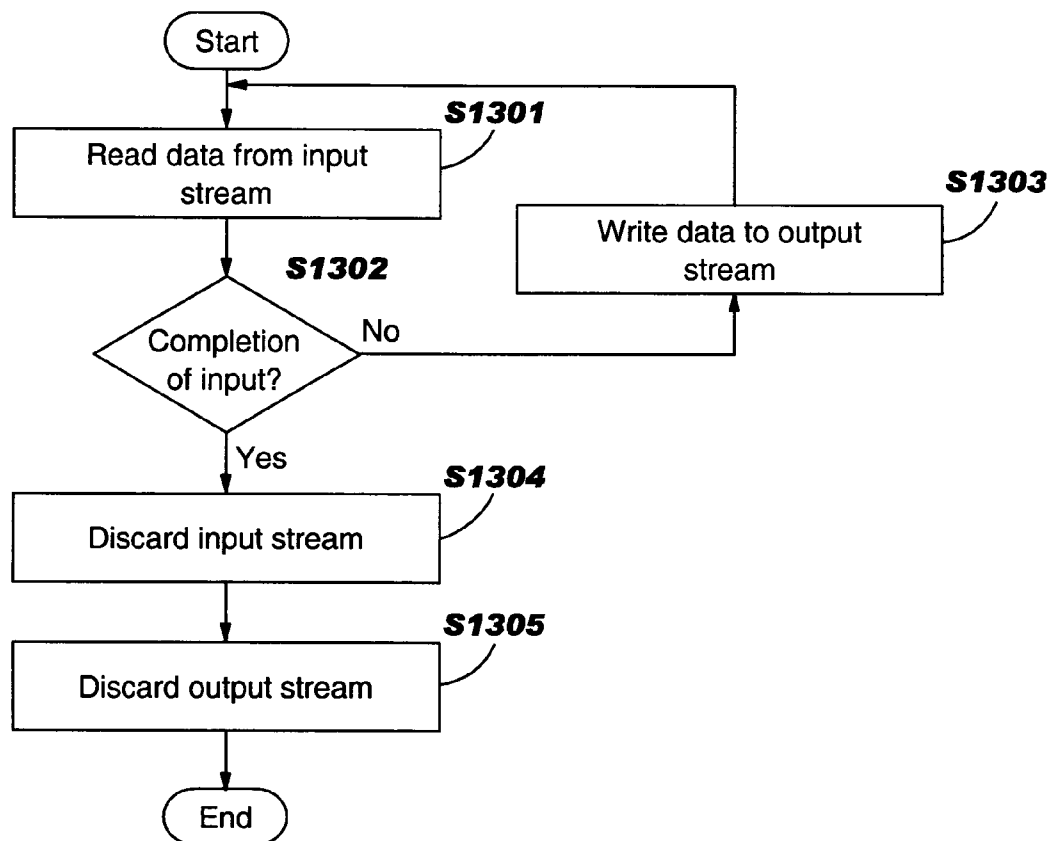 Start
S1301
Read data from input
stream
S1303
Write data to output
stream
S1302
Completion
of input?
No
Yes
S1304
Discard input stream
S1305
Discard output stream
End